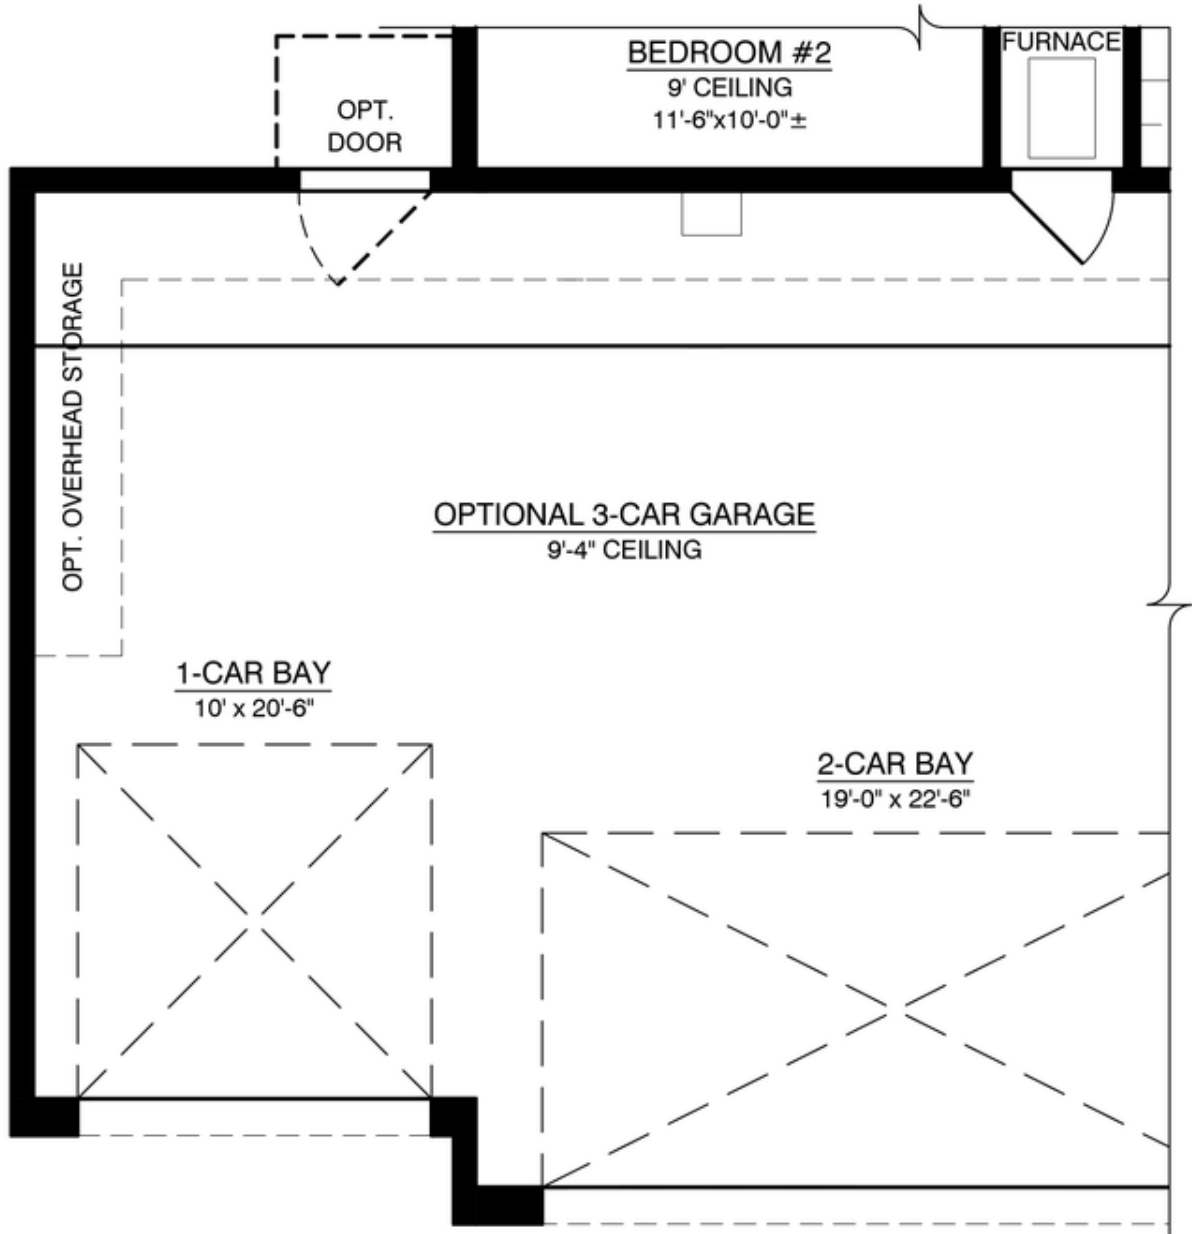 BEDROOM #2
9' CEILING
11'-6"x10'-0"±
FURNACE
OPT.
DOOR
OPT. OVERHEAD STORAGE
OPTIONAL 3-CAR GARAGE
9'-4" CEILING
1-CAR BAY
10' x 20'-6"
2-CAR BAY
19'-0" x 22'-6"